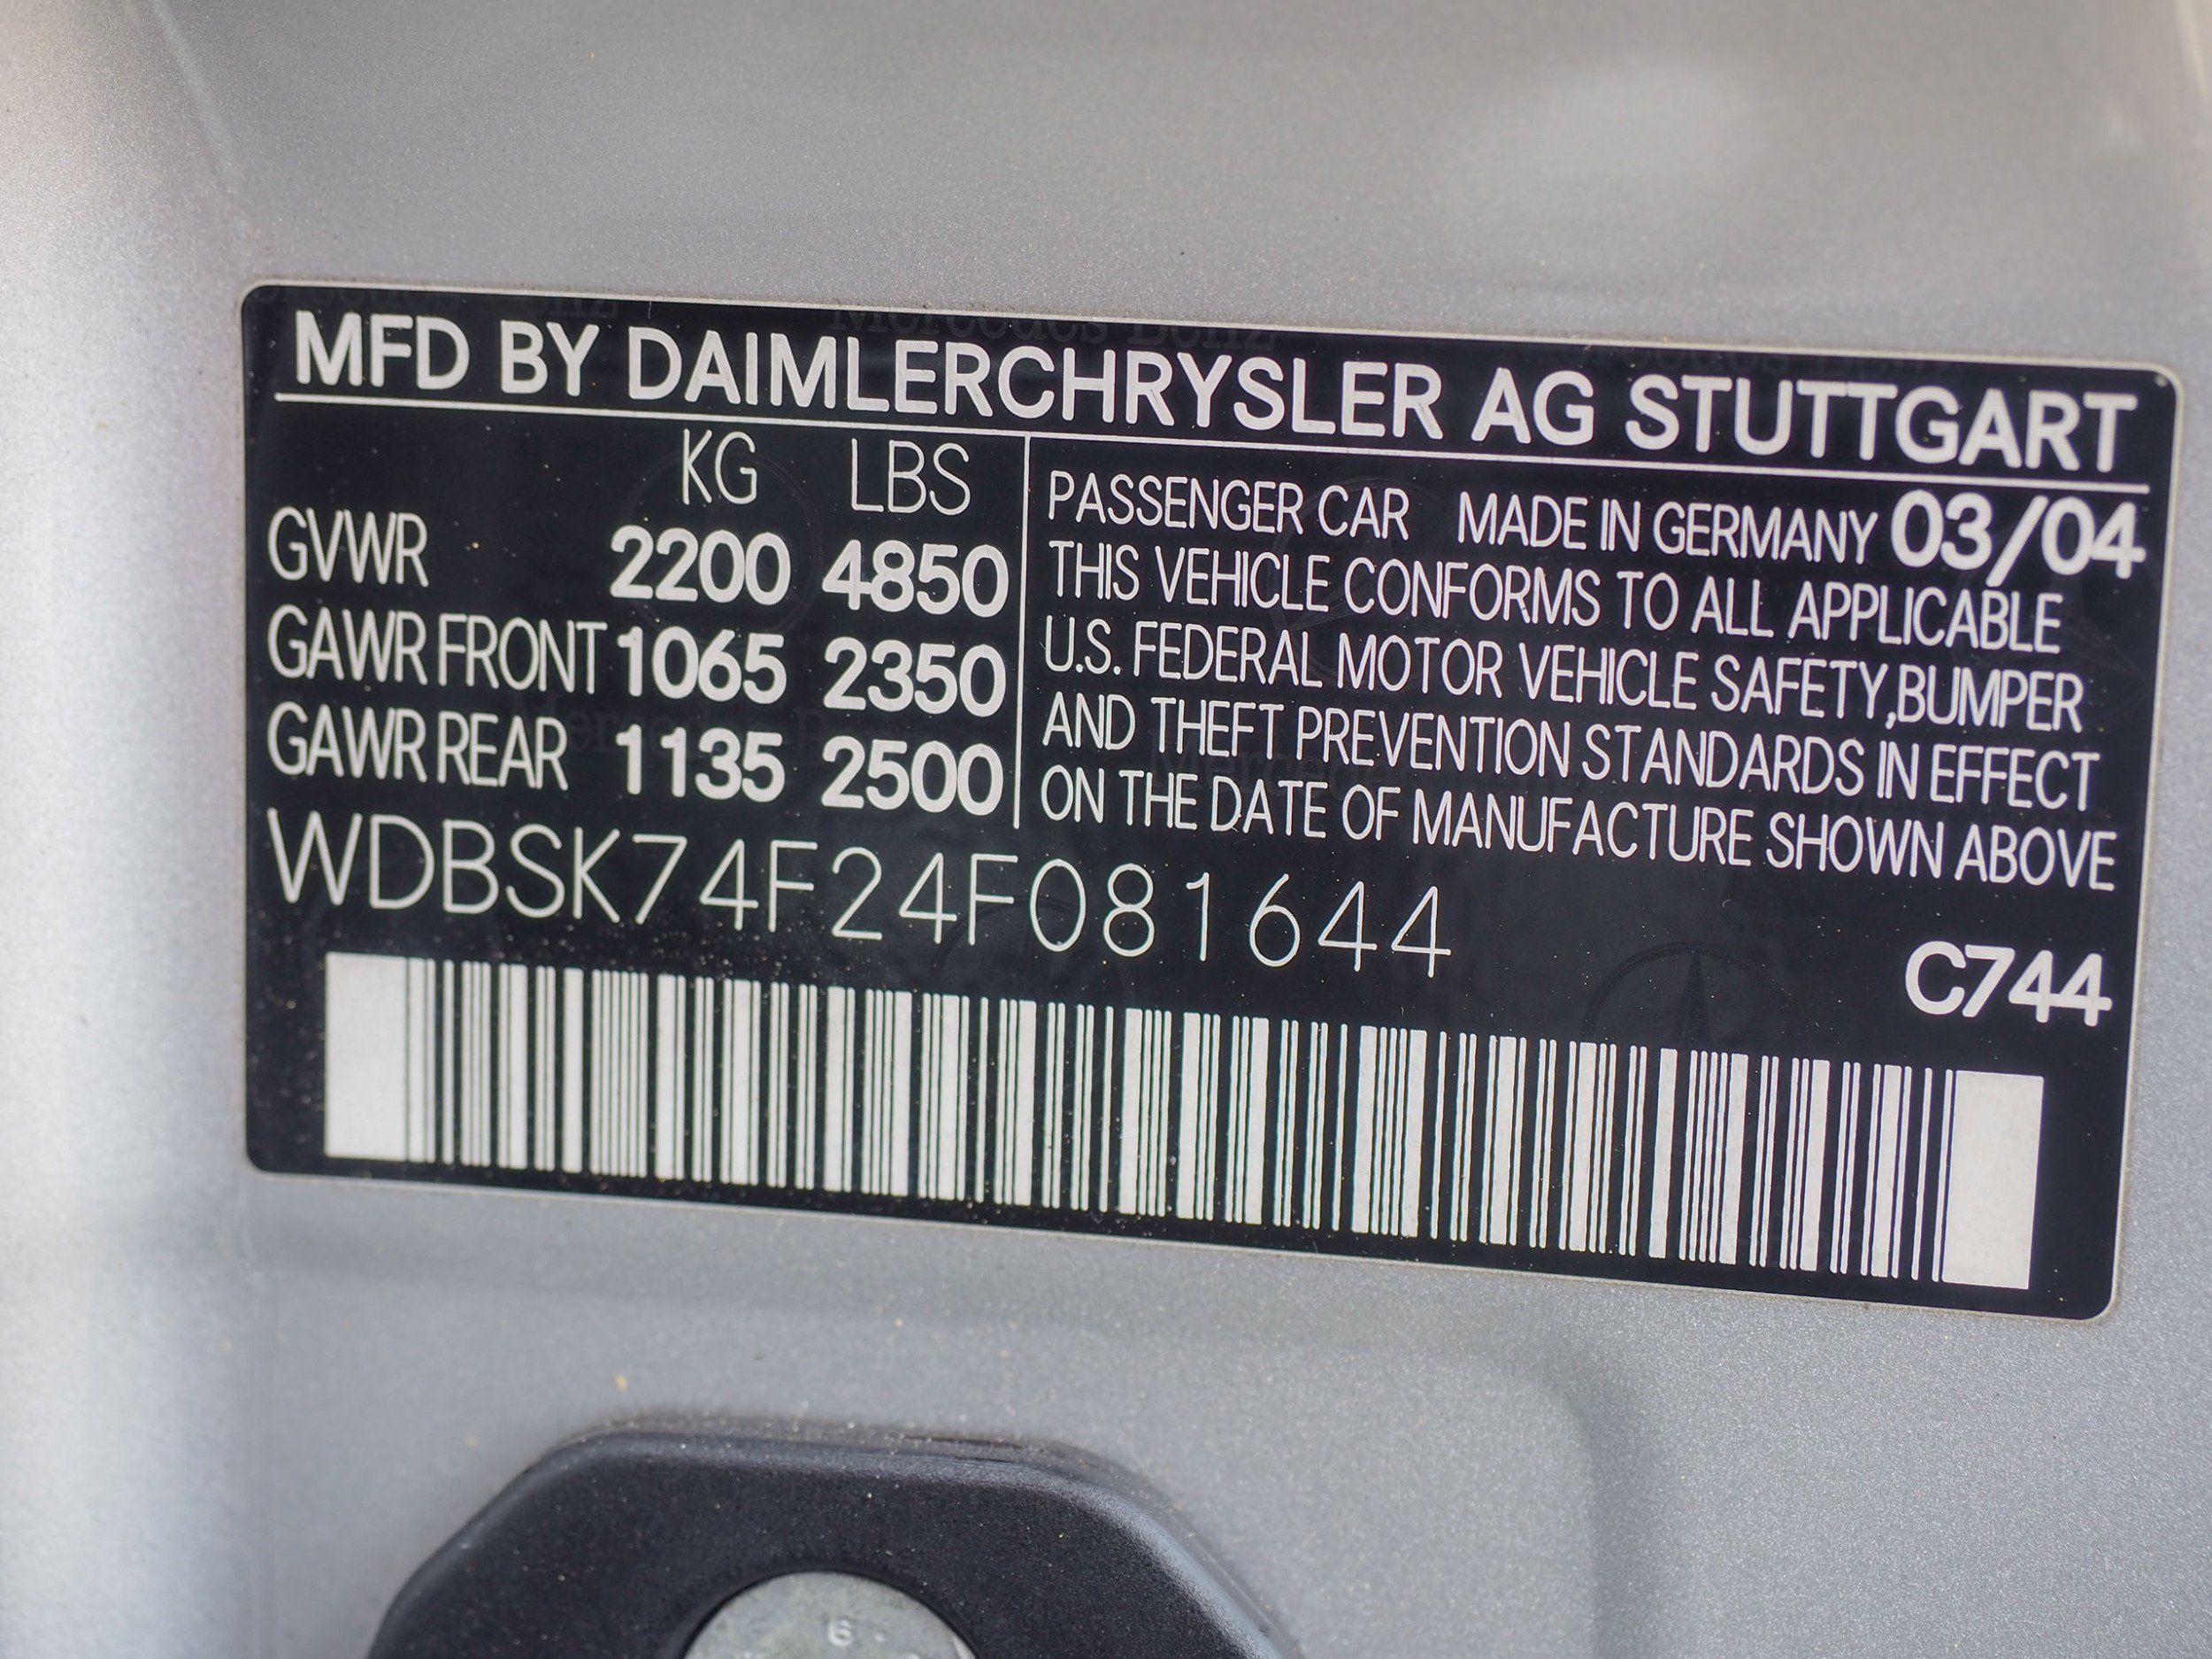 MFD BY DAIMLERCHRYSLER AG STUTTGART
KG LBS
GVWR 2200 4850
GAWR FRONT 1065 2350
GAWR REAR 1135 2500
PASSENGER CAR MADE IN GERMANY 03/04
THIS VEHICLE CONFORMS TO ALL APPLICABLE
U.S. FEDERAL MOTOR VEHICLE SAFETY,BUMPER
AND THEFT PREVENTION STANDARDS IN EFFECT
ON THE DATE OF MANUFACTURE SHOWN ABOVE
WDBSK74F24F081644
C744
6